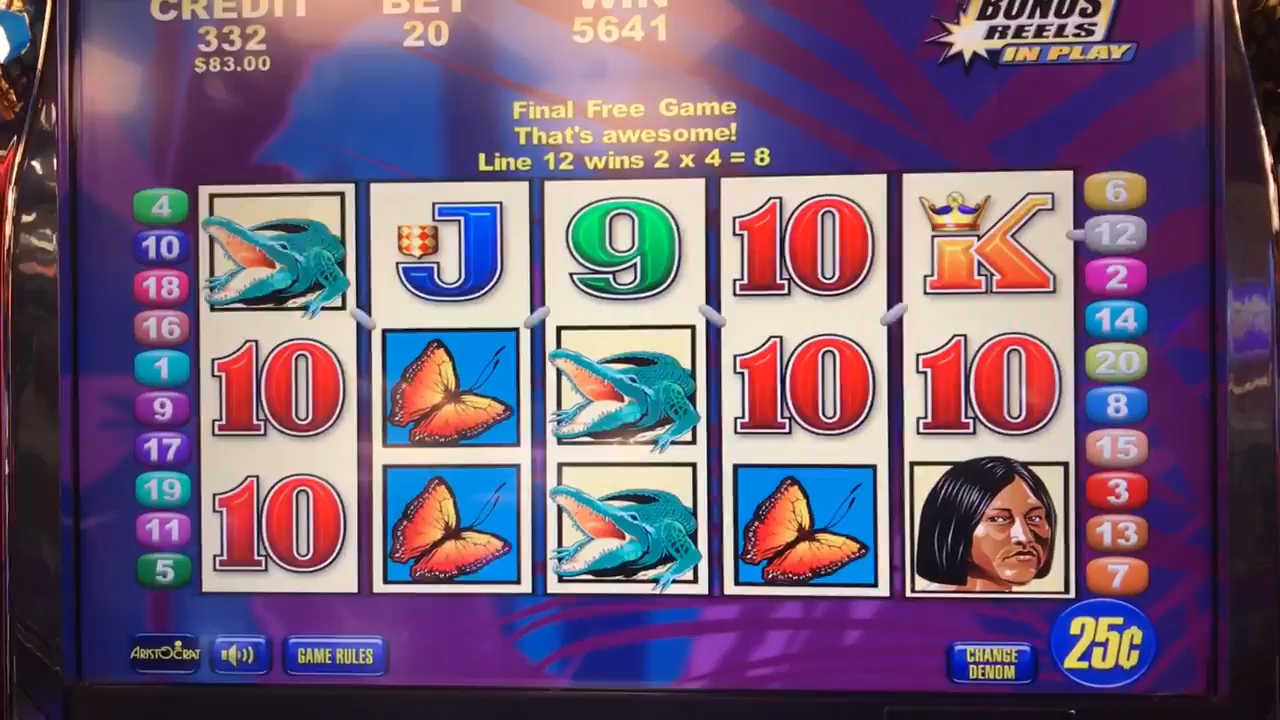 CREDIT BET WIN
332 20 5641
$83.00
BONUS
REELS
IN PLAY
Final Free Game
That's awesome!
Line 12 wins 2 x 4 = 8
4 J 9 10 K 6
10 12
18 2
16 14
1 10 10 10 20
9 8
17 15
19 10 3
11 13
5 7
ARISTOCRAT GAME RULES CHANGE
DENOM
25¢